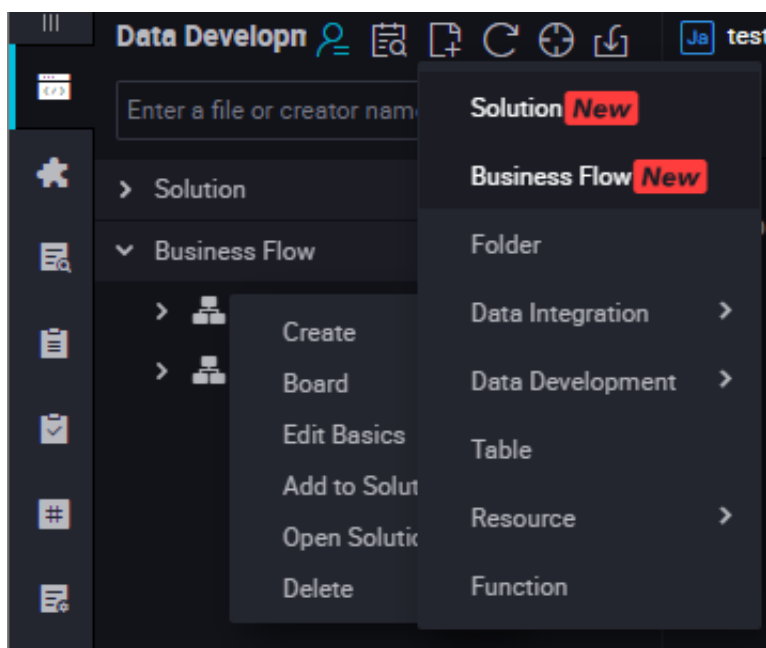 Data Developn
Ja test
Enter a file or creator nam
Solution New
Business Flow New
Folder
Data Integration
Data Development
Table
Resource
Function
Solution
Business Flow
Create
Board
Edit Basics
Add to Solut
Open Solutic
Delete